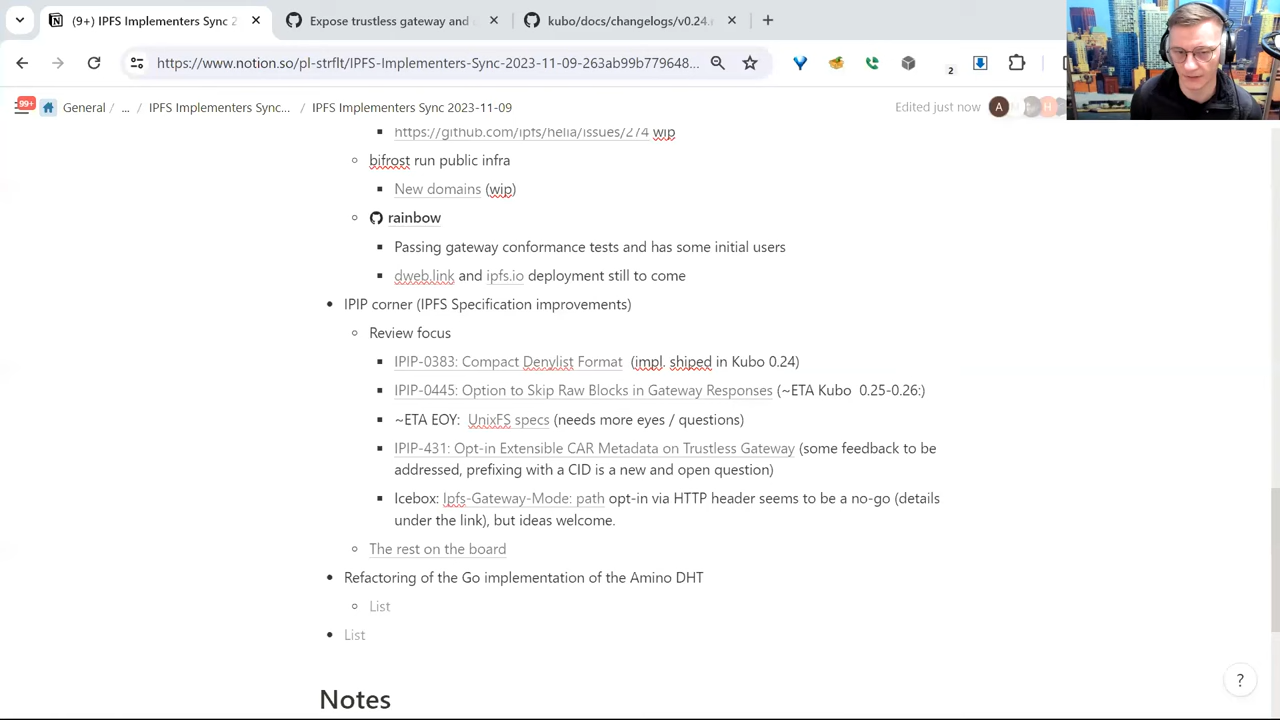 (9+) IPFS Implementers Sync 2
Expose trustless gateway and
kubo/docs/changelogs/v0.24.
https://www.notion.so/pl-strflt/IPFS-Implementers-Sync-2023-11-09-263ab99b779648...
2
99+
General / ... / IPFS Implementers Sync... / IPFS Implementers Sync 2023-11-09
Edited just now
A
H
https://github.com/ipfs/helia/issues/274 wip
bifrost run public infra
New domains (wip)
rainbow
Passing gateway conformance tests and has some initial users
dweb.link and ipfs.io deployment still to come
IPIP corner (IPFS Specification improvements)
Review focus
IPIP-0383: Compact Denylist Format (impl. shiped in Kubo 0.24)
IPIP-0445: Option to Skip Raw Blocks in Gateway Responses (~ETA Kubo 0.25-0.26:)
~ETA EOY: UnixFS specs (needs more eyes / questions)
IPIP-431: Opt-in Extensible CAR Metadata on Trustless Gateway (some feedback to be
addressed, prefixing with a CID is a new and open question)
Icebox: Ipfs-Gateway-Mode: path opt-in via HTTP header seems to be a no-go (details
under the link), but ideas welcome.
The rest on the board
Refactoring of the Go implementation of the Amino DHT
List
List
Notes
?